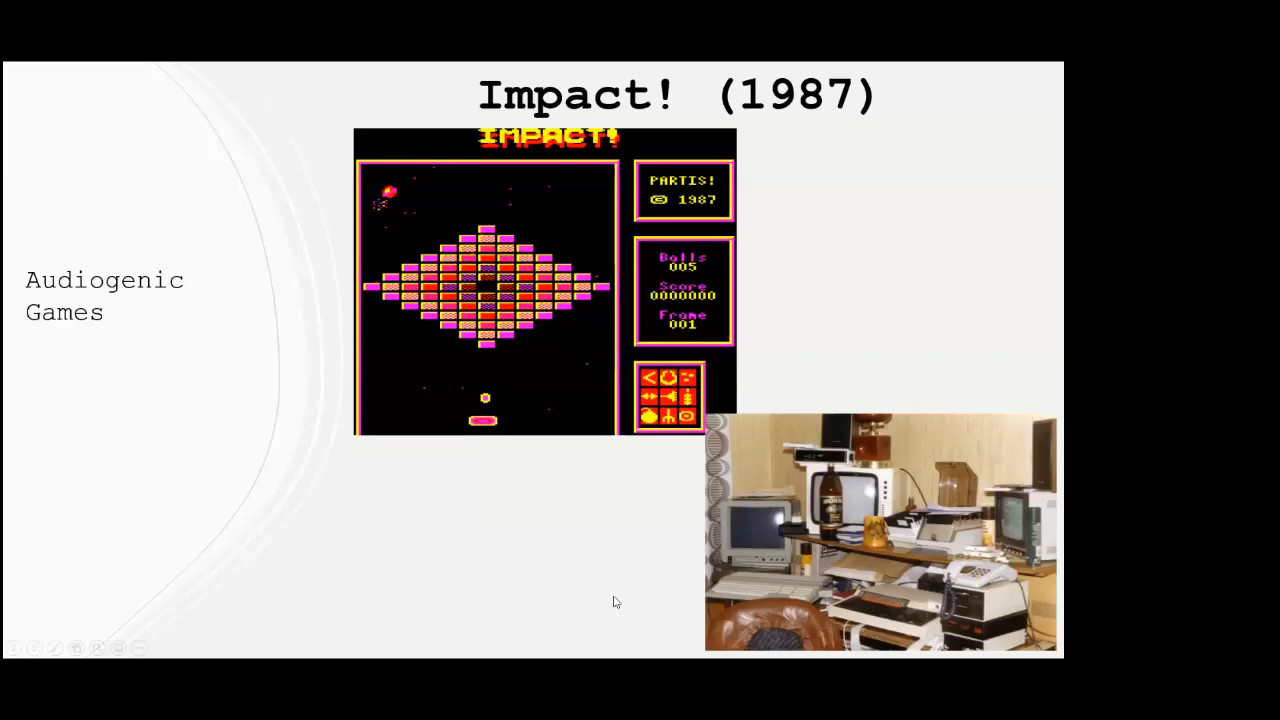 Impact! (1987)
IMPACT!
PARTIS!
© 1987
Balls
005
Score
0000000
Frame
001
Audiogenic
Games